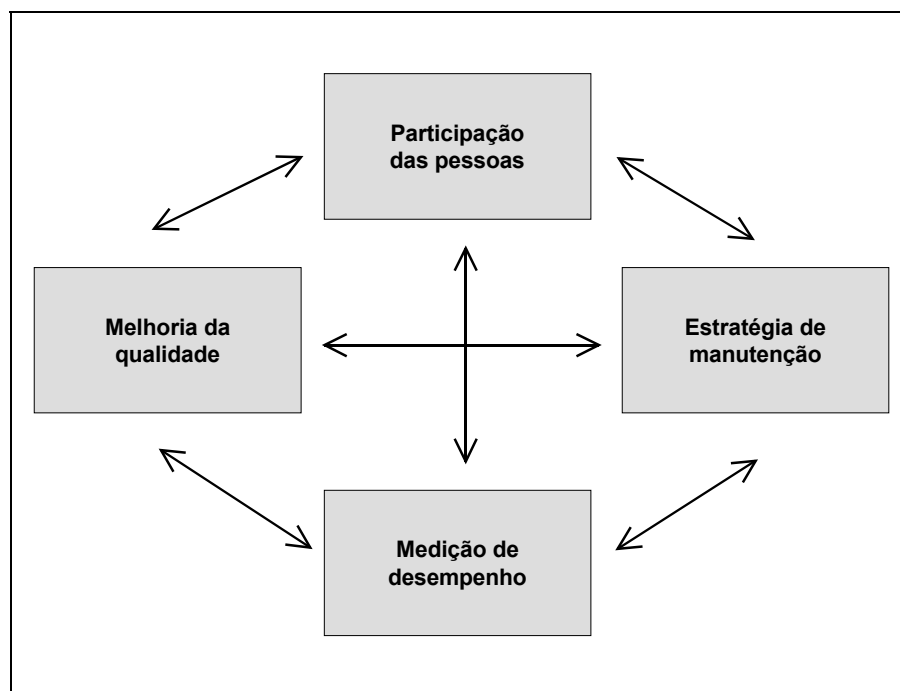 Participação
das pessoas
Melhoria da
qualidade
Estratégia de
manutenção
Medição de
desempenho